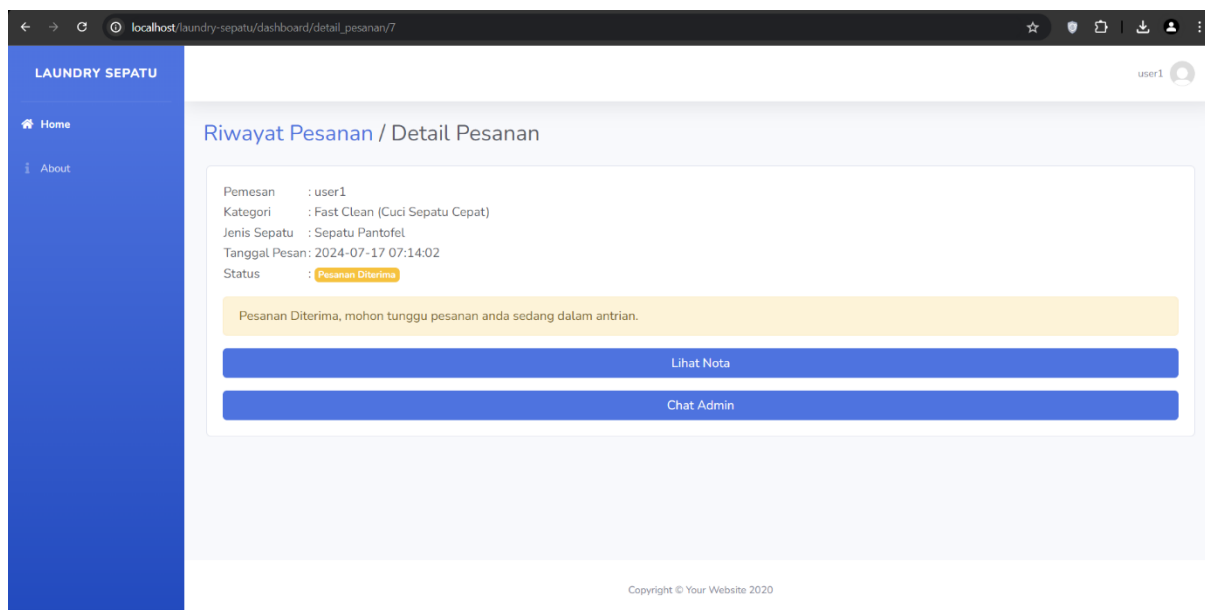 localhost/laundry-sepatu/dashboard/detail_pesanan/7
LAUNDRY SEPATU
user1
Home
About
Riwayat Pesanan / Detail Pesanan
Pemesan : user1
Kategori : Fast Clean (Cuci Sepatu Cepat)
Jenis Sepatu : Sepatu Pantofel
Tanggal Pesan : 2024-07-17 07:14:02
Status : Pesanan Diterima
Pesanan Diterima, mohon tunggu pesanan anda sedang dalam antrian.
Lihat Nota
Chat Admin
Copyright © Your Website 2020